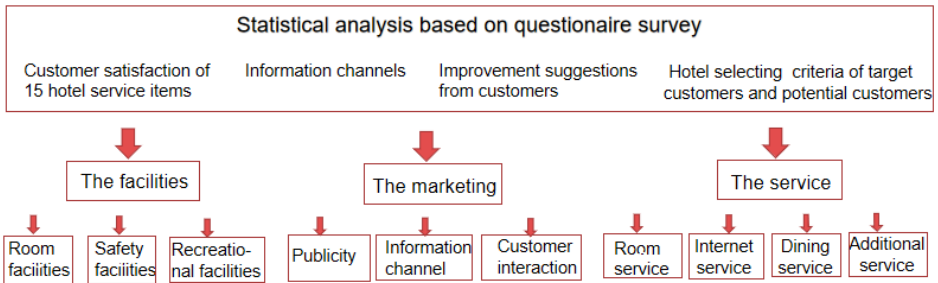 Statistical analysis based on questionaire survey
Customer satisfaction of
15 hotel service items
Information channels
Improvement suggestions
from customers
Hotel selecting criteria of target
customers and potential customers
The facilities
The marketing
The service
Room
facilities
Safety
facilities
Recreatio-
nal facilities
Publicity
Information
channel
Customer
interaction
Room
service
Internet
service
Dining
service
Additional
service